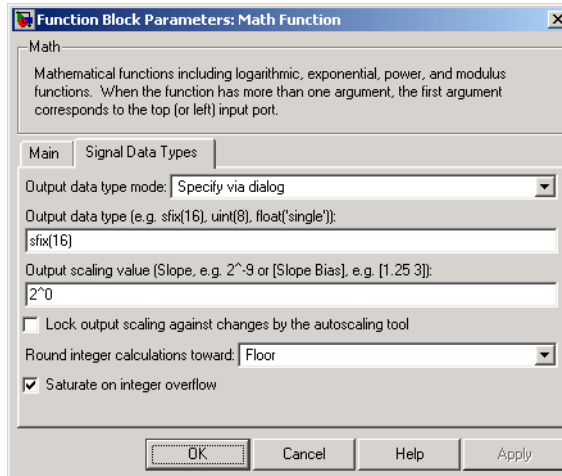 Function Block Parameters: Math Function
Math
Mathematical functions including logarithmic, exponential, power, and modulus
functions. When the function has more than one argument, the first argument
corresponds to the top (or left) input port.
Main Signal Data Types
Output data type mode: Specify via dialog
Output data type (e.g. sfix(16), uint(8), float('single')):
sfix(16)
Output scaling value (Slope, e.g. 2^-9 or [Slope Bias], e.g. [1.25 3]):
2^0
Lock output scaling against changes by the autoscaling tool
Round integer calculations toward: Floor
Saturate on integer overflow
OK Cancel Help Apply